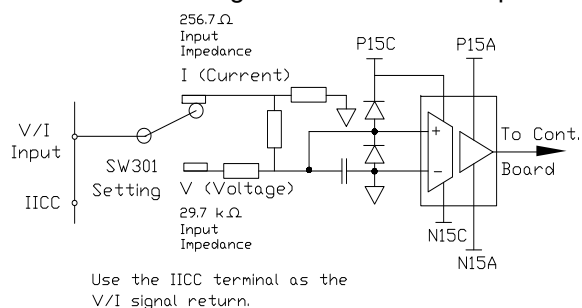 256.7 Ω
Input
Impedance
I (Current)
P15C
P15A
V/I
Input
SW301
Setting
+
-
To Cont.
Board
IICC
V (Voltage)
29.7 kΩ
Input
Impedance
N15C
N15A
Use the IICC terminal as the
V/I signal return.